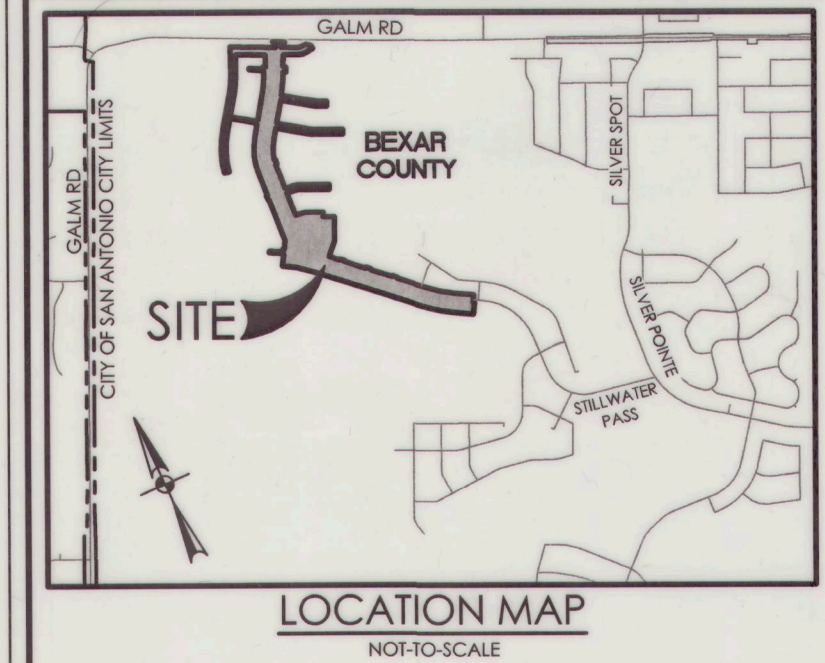 GALM RD
BEXAR
COUNTY
SILVER SPOT
GALM RD
CITY OF SAN ANTONIO CITY LIMITS
SITE
SILVER POINTE
STILLWATER
PASS
LOCATION MAP
NOT-TO-SCALE